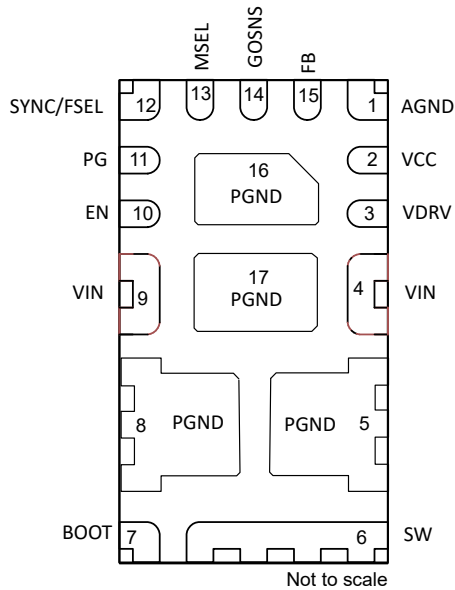 MSEL
GOSNS
FB
SYNC/FSEL
12
13
14
15
1
AGND
PG
11
2
VCC
16
PGND
EN
10
3
VDRV
VIN
9
17
PGND
4
VIN
8
PGND
PGND
5
BOOT
7
6
SW
Not to scale